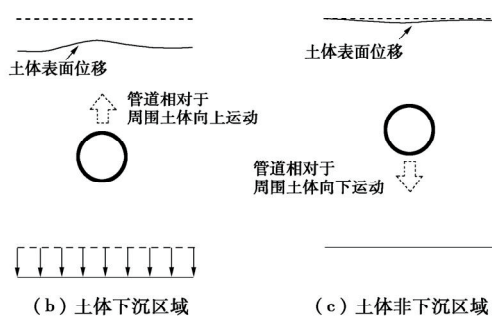 土体表面位移
管道相对于
周围土体向上运动
(b)土体下沉区域
土体表面位移
管道相对于
周围土体向下运动
(c)土体非下沉区域